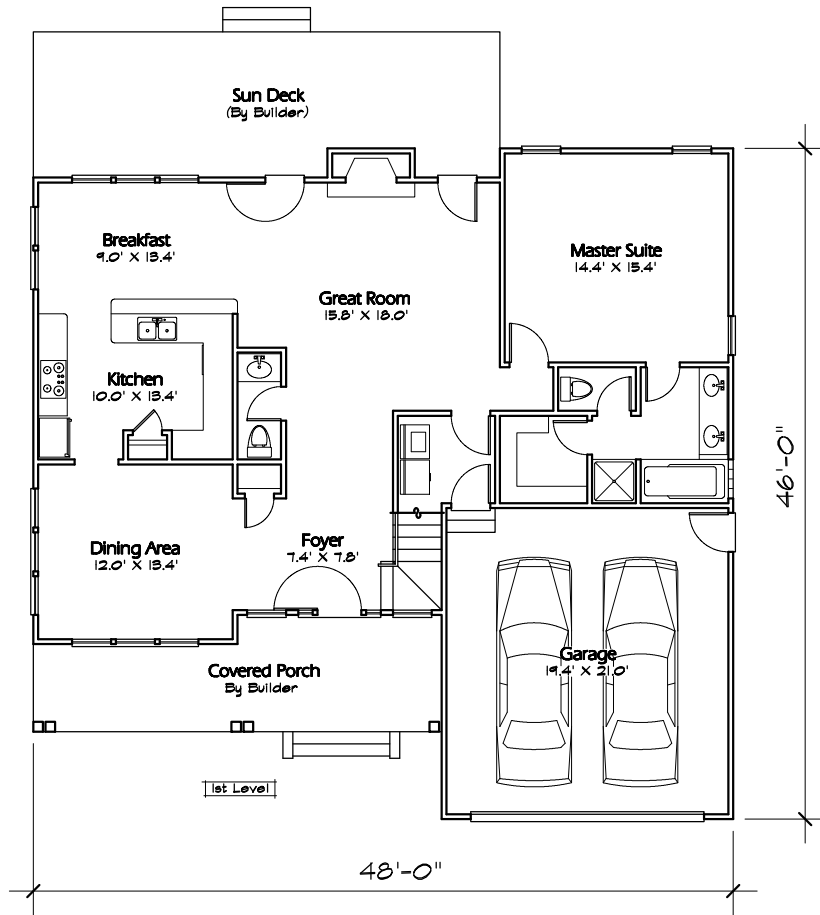 Sun Deck
(By Builder)
Breakfast
9.0' X 13.4'
Master Suite
14.4' X 15.4'
Great Room
15.8' X 18.0'
Kitchen
10.0' X 13.4'
46'-0"
Dining Area
12.0' X 13.4'
Foyer
7.4' X 7.8'
Garage
19.4' X 21.0'
Covered Porch
By Builder
1st Level
48'-0"